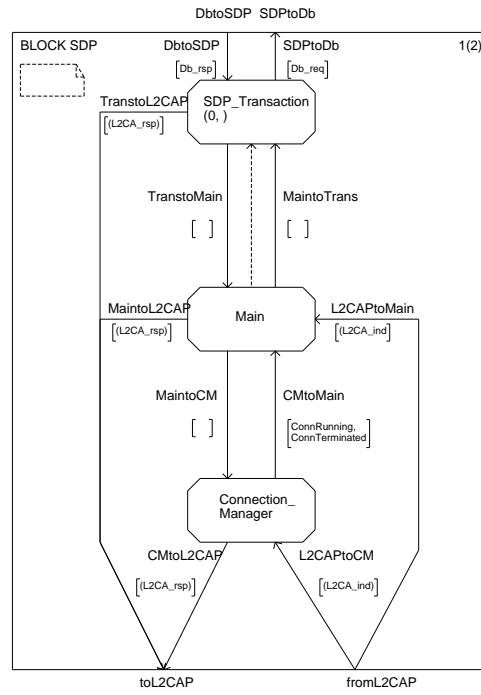 DbtoSDP SDPtoDb
BLOCK SDP
DbtoSDP
SDPtoDb
1(2)
[Db_rsp]
[Db_req]
TranstoL2CAP
[(L2CA_rsp)]
SDP_Transaction
(0, )
TranstoMain
MaintoTrans
[ ]
[ ]
MaintoL2CAP
[(L2CA_rsp)]
Main
L2CAPtoMain
[(L2CA_ind]
MaintoCM
CMtoMain
[ ]
[ConnRunning,
ConnTerminated]
Connection_
Manager
CMtoL2CAP
L2CAPtoCM
[(L2CA_rsp)]
[(L2CA_ind)]
toL2CAP
fromL2CAP